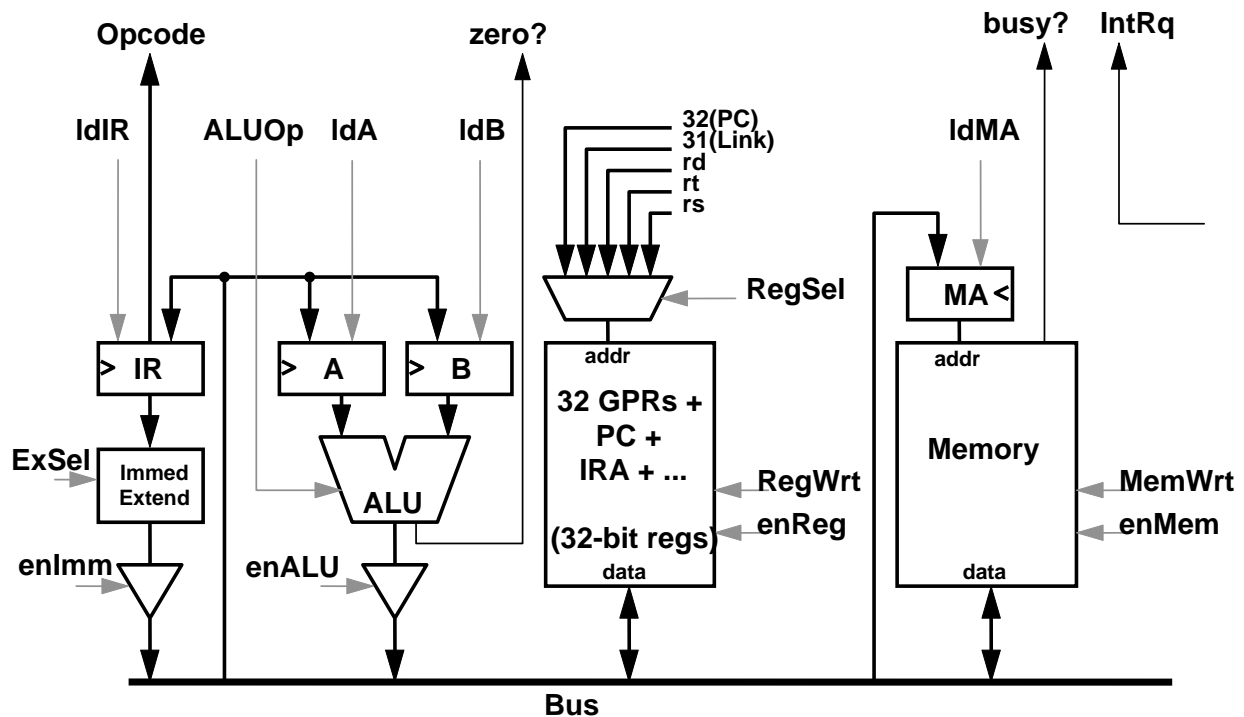 Opcode
zero?
busy?
IntRq
ldIR
ALUOp
ldA
ldB
32(PC)
31(Link)
rd
rt
rs
ldMA
RegSel
MA <
> IR
> A
> B
addr
addr
32 GPRs +
PC +
IRA + ...
(32-bit regs)
data
Memory
data
ExSel
Immed
Extend
ALU
RegWrt
enReg
MemWrt
enMem
enImm
enALU
Bus